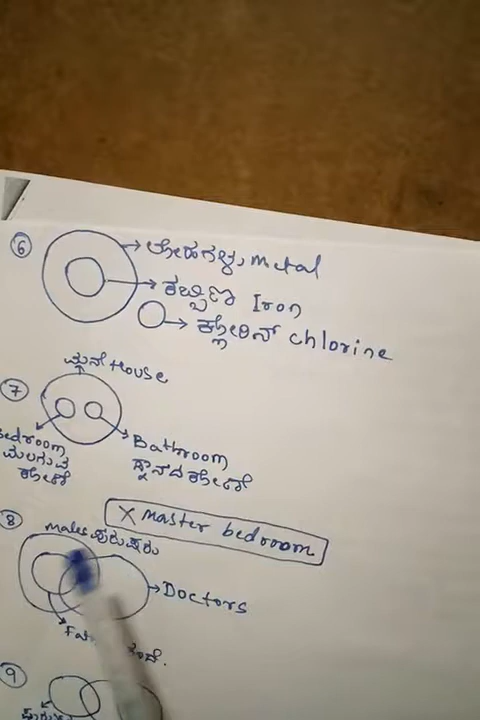 6
ಲೋಹಗಳು, metal
ಕಬ್ಬಿಣ Iron
ಕ್ಲೋರಿನ್ chlorine
7
ಮನೆ House
Bedroom
ಮಲಗುವ
ಕೋಣೆ
Bathroom
ಸ್ನಾನದ ಕೋಣೆ
X master bedroom
8
males ಪುರುಷರು
Doctors
9